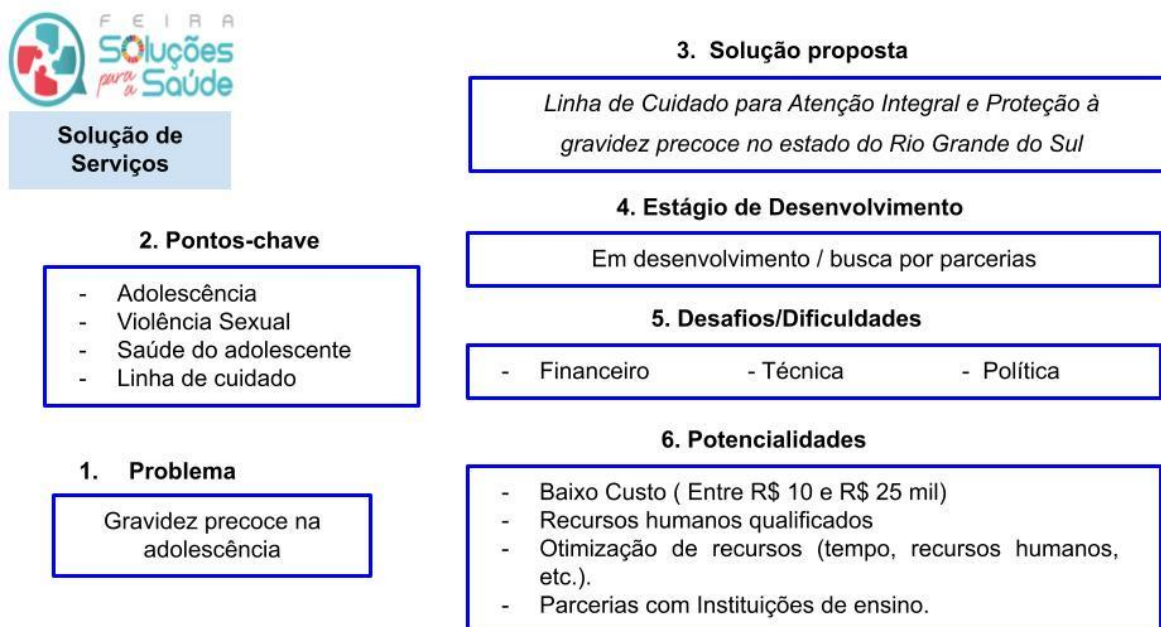 FEIRA
SOluções
para a Saúde
Solução de
Serviços
2. Pontos-chave
- Adolescência
- Violência Sexual
- Saúde do adolescente
- Linha de cuidado
1. Problema
Gravidez precoce na
adolescência
3. Solução proposta
Linha de Cuidado para Atenção Integral e Proteção à
gravidez precoce no estado do Rio Grande do Sul
4. Estágio de Desenvolvimento
Em desenvolvimento / busca por parcerias
5. Desafios/Dificuldades
- Financeiro - Técnica - Política
6. Potencialidades
- Baixo Custo ( Entre R$ 10 e R$ 25 mil)
- Recursos humanos qualificados
- Otimização de recursos (tempo, recursos humanos,
etc.).
- Parcerias com Instituições de ensino.